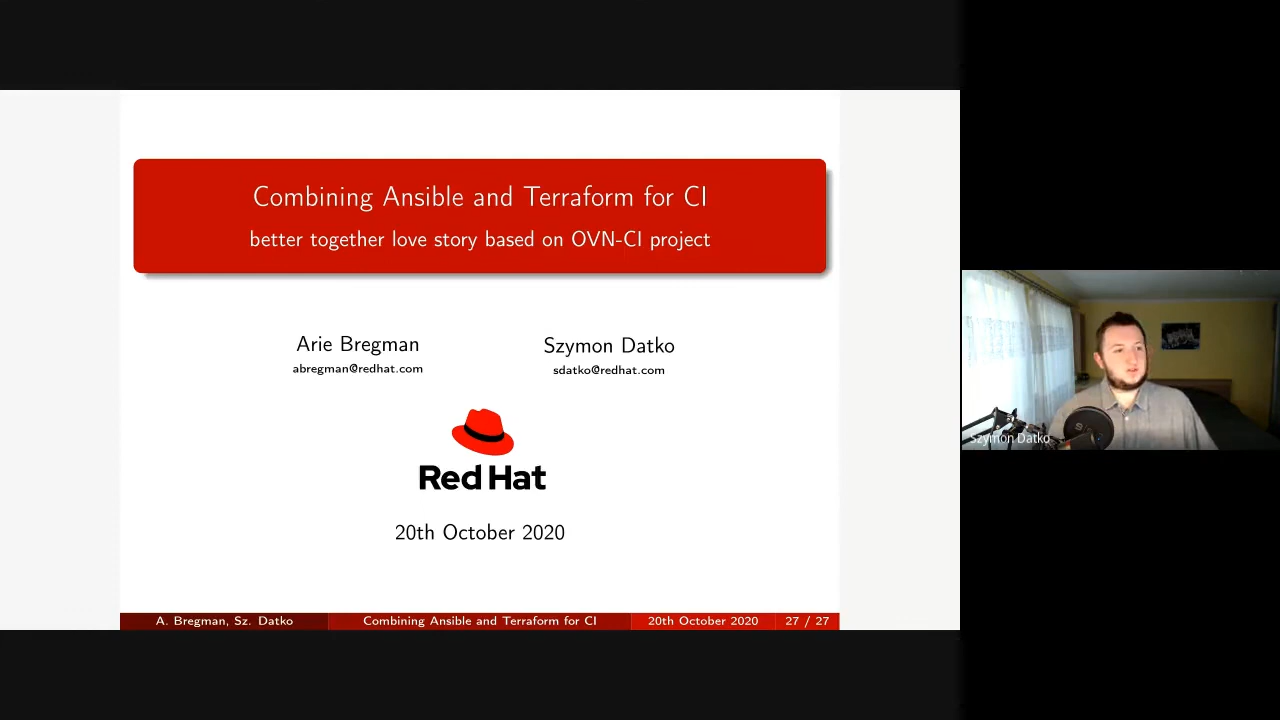 Combining Ansible and Terraform for CI
better together love story based on OVN-CI project
Arie Bregman
abregman@redhat.com
Szymon Datko
sdatko@redhat.com
Red Hat
20th October 2020
A. Bregman, Sz. Datko
Combining Ansible and Terraform for CI
20th October 2020
27 / 27
Szymon Datko